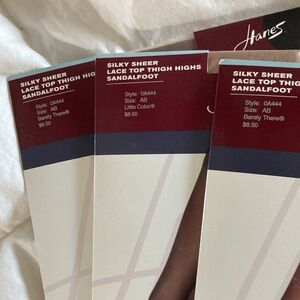 Hanes
SILKY SHEER
LACE TOP THIGH HIG
SANDALFOOT
Style: 0A444
Size: AB
Barely There®
$8.50
SILKY SHEER
LACE TOP THIGH HIGHS
SANDALFOOT
Style: 0A444
Size: AB
Little Color®
$8.50
SILKY SHEER
LACE TOP THIGH HIG
SANDALFOOT
Style: 0A444
Size: AB
Barely There®
$8.50